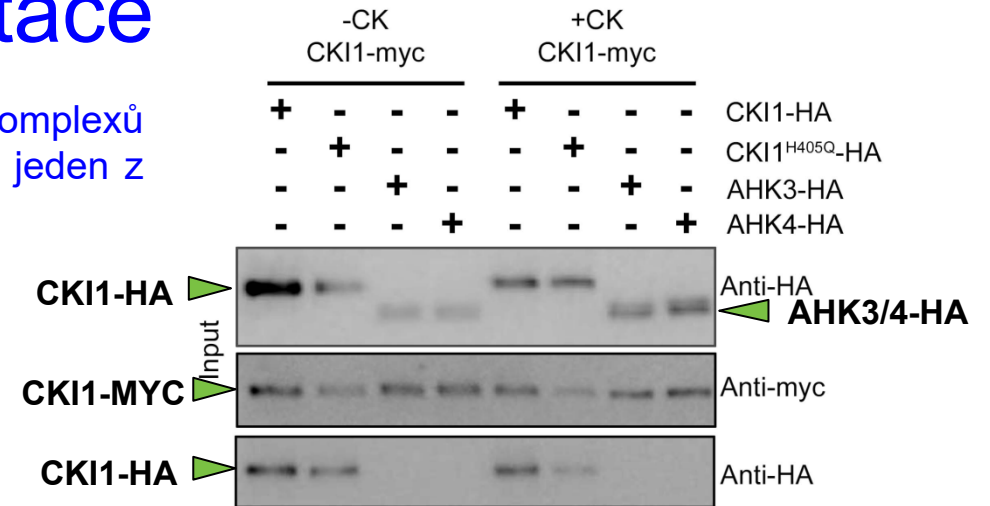 tace
omplexů
jeden z
-CK +CK
CKI1-myc CKI1-myc
+ - - - + - - - CKI1-HA
- + - - - + - - CKI1H405Q-HA
- - + - - - + - AHK3-HA
- - - + - - - + AHK4-HA
CKI1-HA Anti-HA
AHK3/4-HA
Input
CKI1-MYC Anti-myc
CKI1-HA Anti-HA